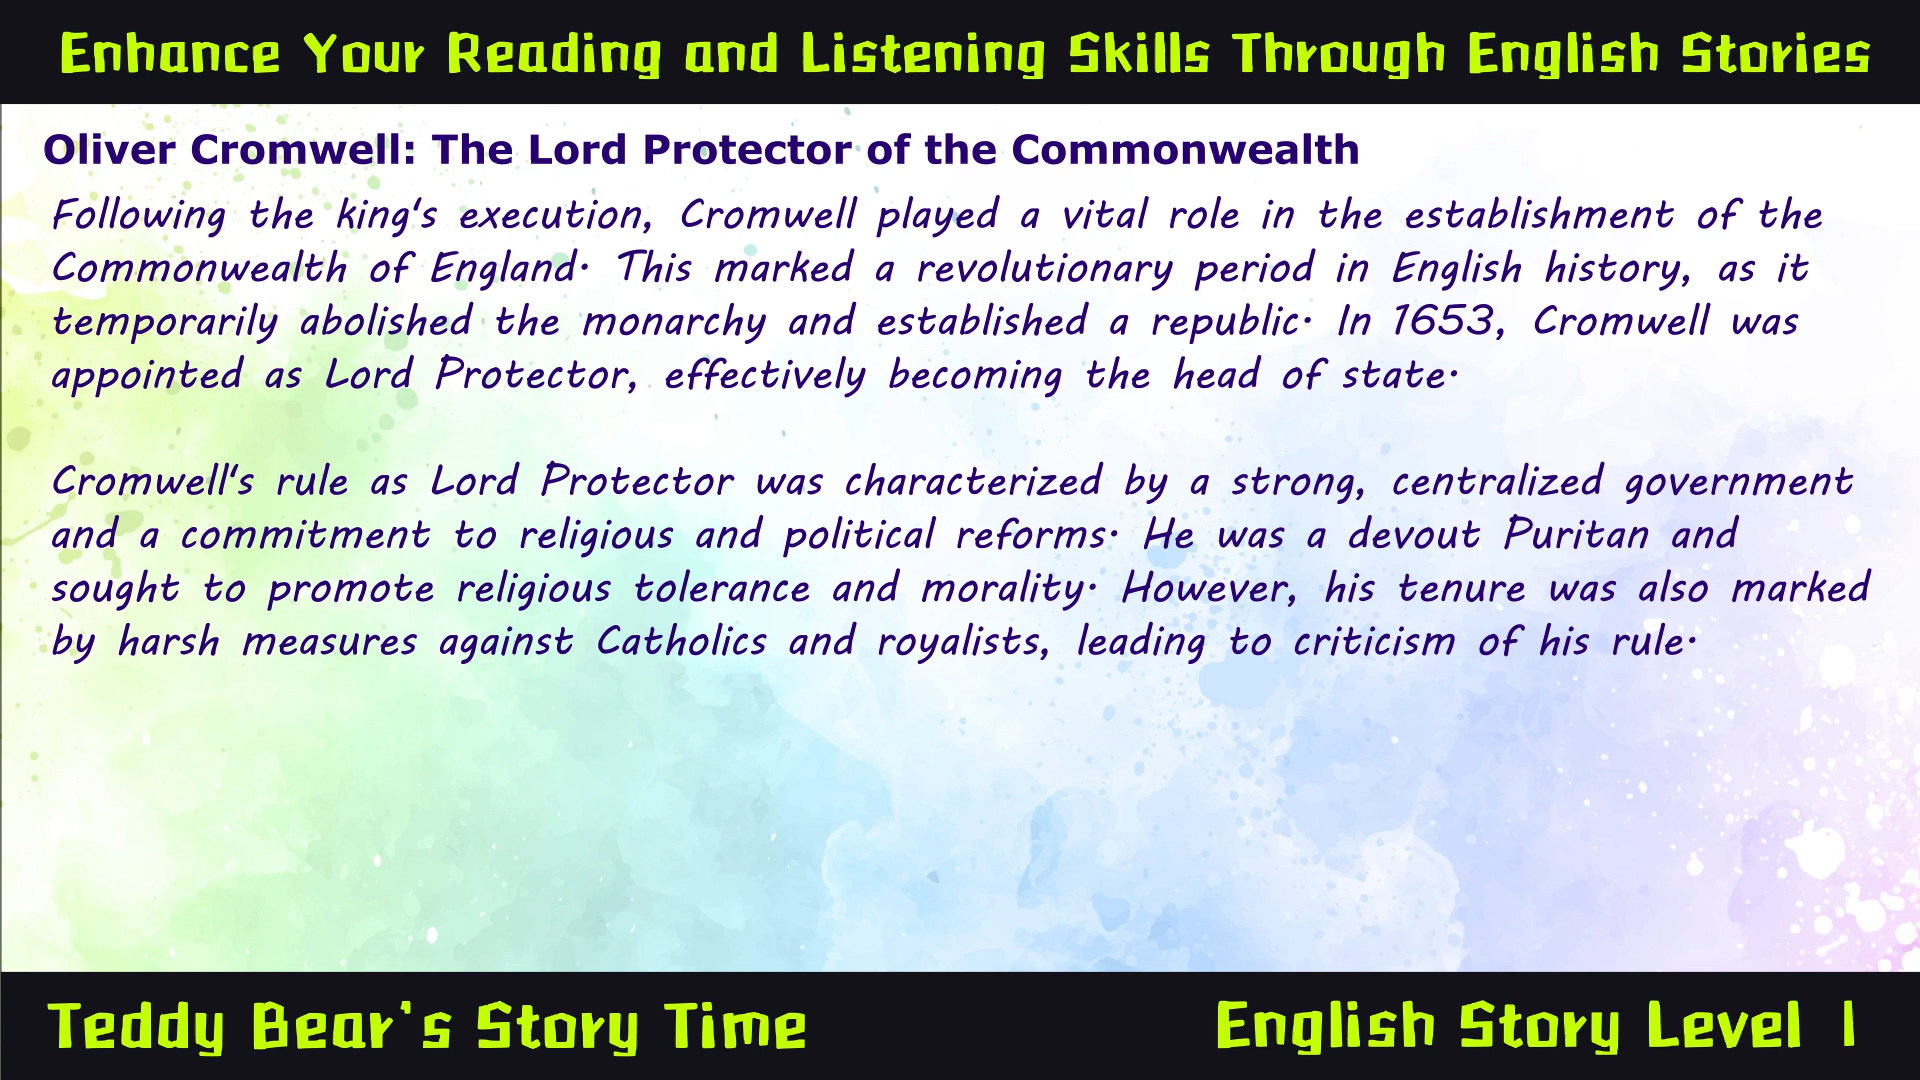 Enhance Your Reading and Listening Skills Through English Stories
Oliver Cromwell: The Lord Protector of the Commonwealth
Following the king's execution, Cromwell played a vital role in the establishment of the
Commonwealth of England. This marked a revolutionary period in English history, as it
temporarily abolished the monarchy and established a republic. In 1653, Cromwell was
appointed as Lord Protector, effectively becoming the head of state.
Cromwell's rule as Lord Protector was characterized by a strong, centralized government
and a commitment to religious and political reforms. He was a devout Puritan and
sought to promote religious tolerance and morality. However, his tenure was also marked
by harsh measures against Catholics and royalists, leading to criticism of his rule.
Teddy Bear's Story Time
English Story Level 1